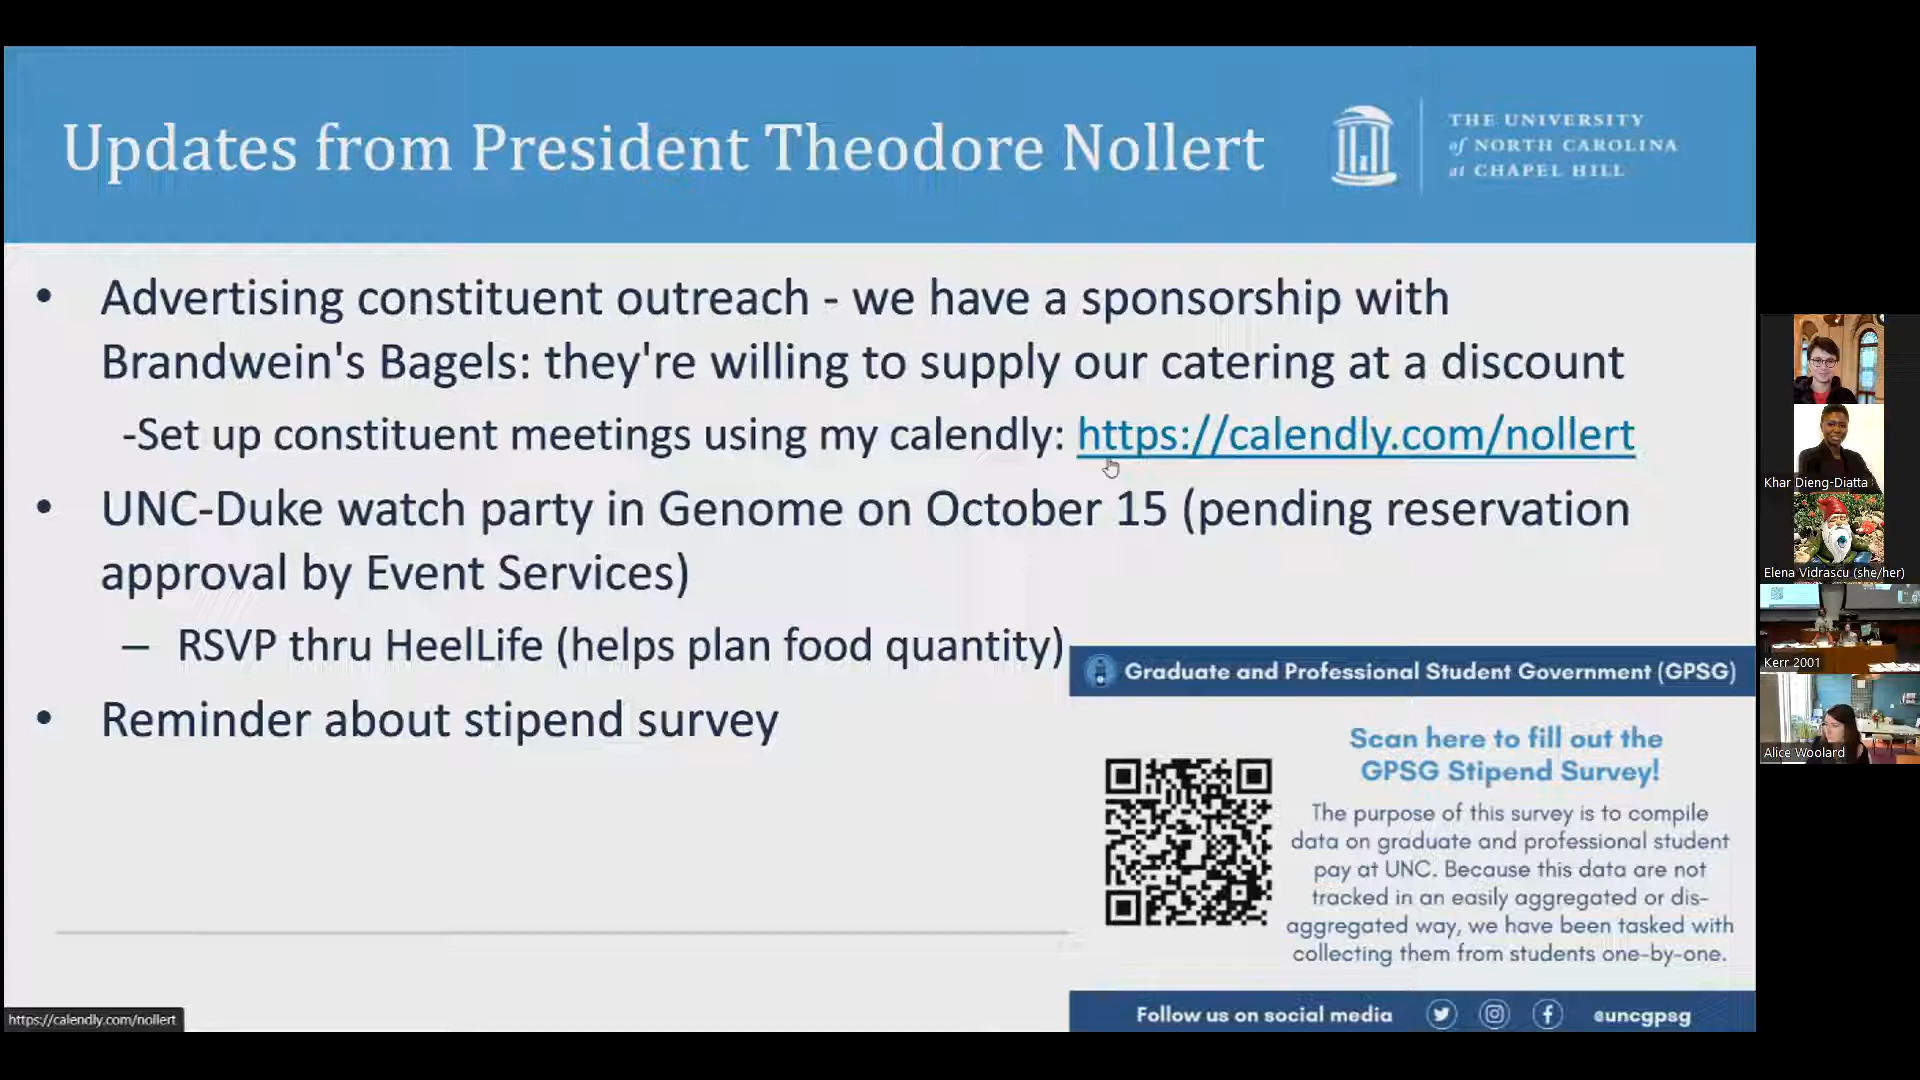 Updates from President Theodore Nollert
THE UNIVERSITY
of NORTH CAROLINA
at CHAPEL HILL
• Advertising constituent outreach - we have a sponsorship with
Brandwein's Bagels: they're willing to supply our catering at a discount
-Set up constituent meetings using my calendly: https://calendly.com/nollert
• UNC-Duke watch party in Genome on October 15 (pending reservation
approval by Event Services)
– RSVP thru HeelLife (helps plan food quantity)
• Reminder about stipend survey
Graduate and Professional Student Government (GPSG)
Scan here to fill out the
GPSG Stipend Survey!
The purpose of this survey is to compile
data on graduate and professional student
pay at UNC. Because this data are not
tracked in an easily aggregated or dis-
aggregated way, we have been tasked with
collecting them from students one-by-one.
Follow us on social media
@uncgpsg
https://calendly.com/nollert
Khar Dieng-Diatta
Elena Vidrascu (she/her)
Kerr 2001
Alice Woolard